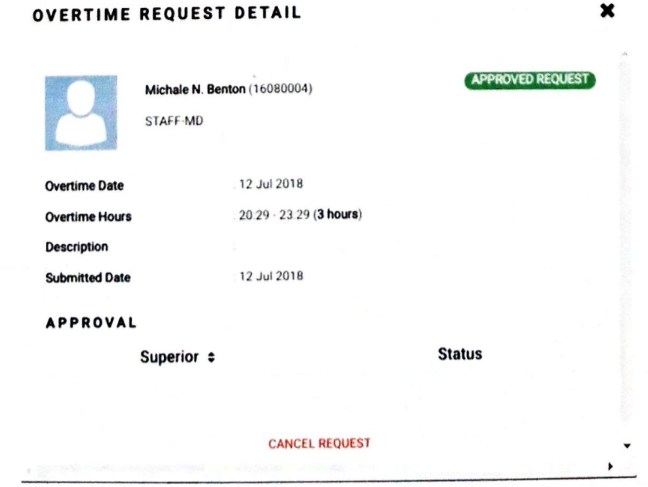 OVERTIME REQUEST DETAIL
Michale N. Benton (16080004)
APPROVED REQUEST
STAFF-MD
Overtime Date : 12 Jul 2018
Overtime Hours : 20:29 - 23:29 (3 hours)
Description :
Submitted Date : 12 Jul 2018
APPROVAL
Superior Status
CANCEL REQUEST